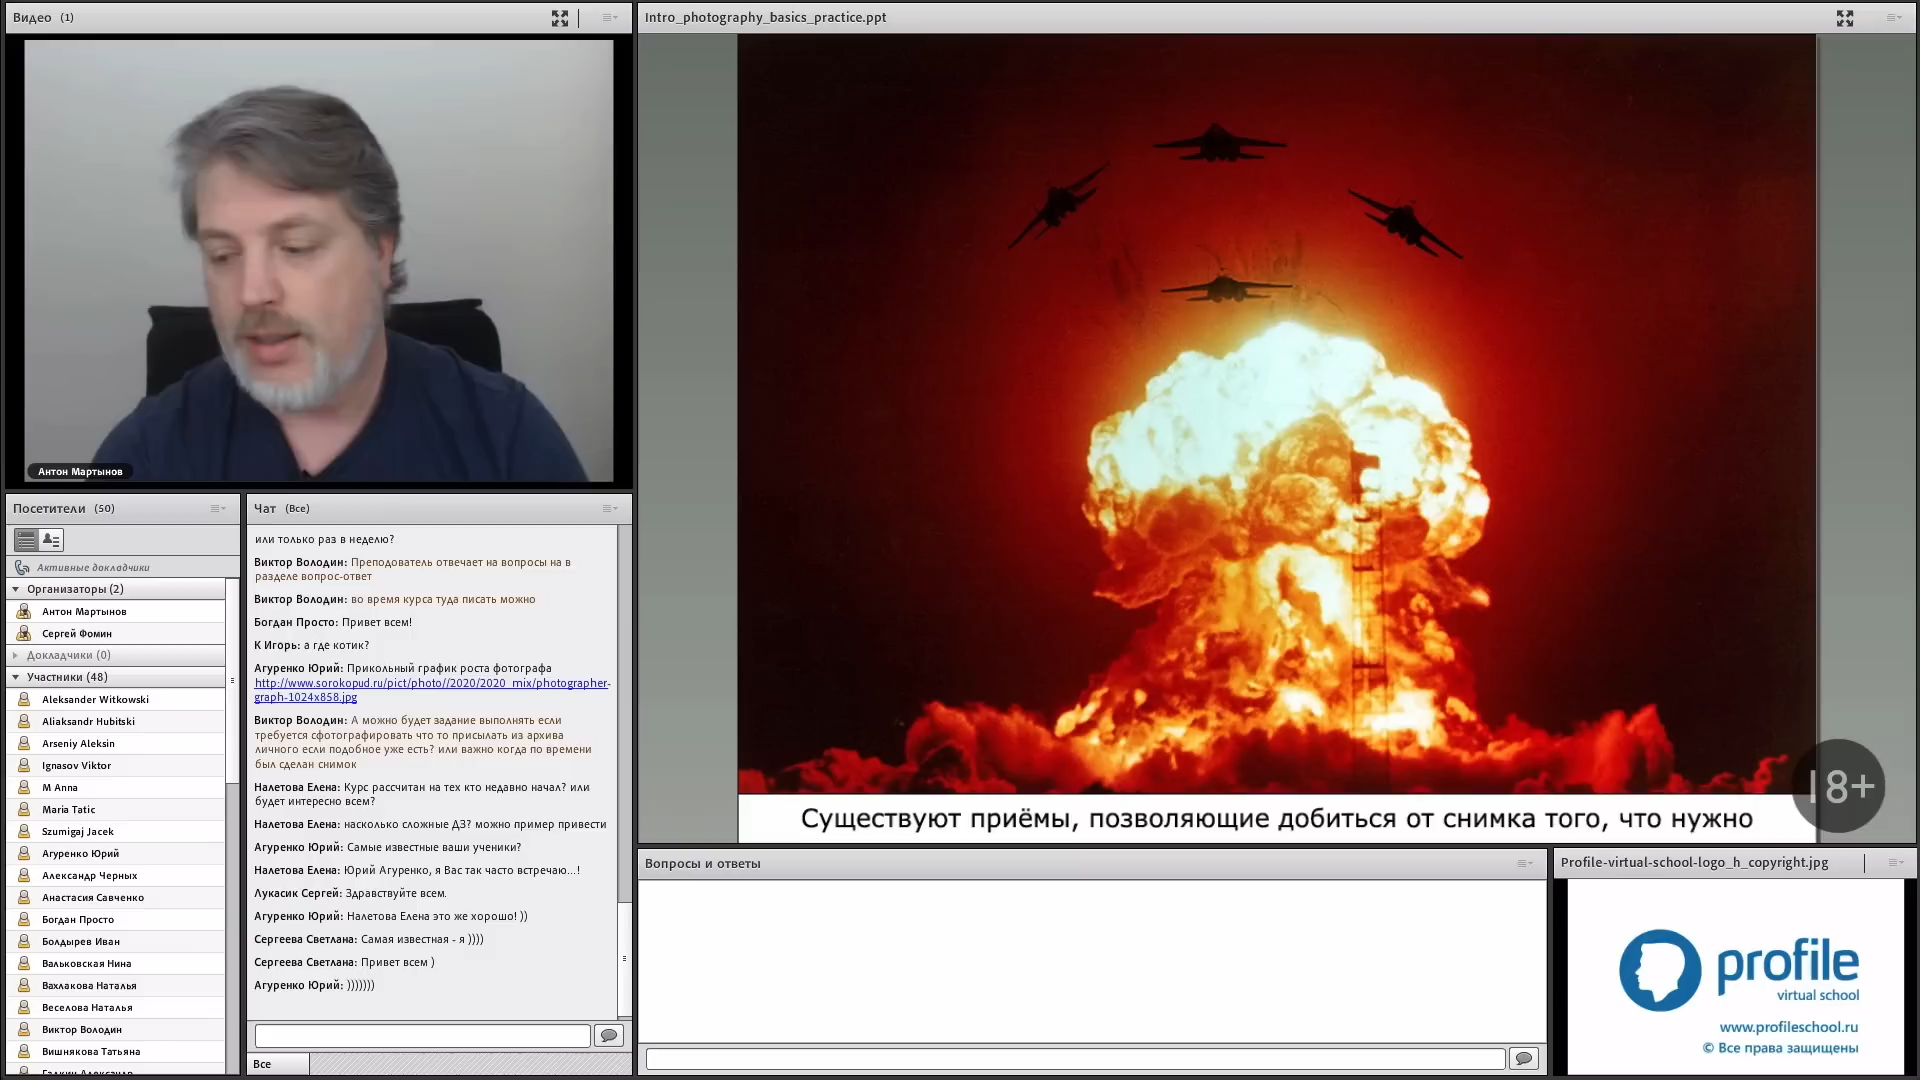 Видео (1)
Антон Мартынов
Посетители (50)
Активные докладчики
Организаторы (2)
Антон Мартынов
Сергей Фомин
Докладчики (0)
Участники (48)
Aleksander Witkowski
Aliaksandr Hubitski
Arseniy Aleksin
Ignasov Viktor
M Anna
Maria Tatic
Szumigaj Jacek
Агуренко Юрий
Александр Черных
Анастасия Савченко
Богдан Просто
Болдырев Иван
Вальковская Нина
Вахлакова Наталья
Веселова Наталья
Виктор Володин
Вишнякова Татьяна
Галкин Александр
Чат (Все)
или только раз в неделю?
Виктор Володин: Преподователь отвечает на вопросы на в
разделе вопрос-ответ
Виктор Володин: во время курса туда писать можно
Богдан Просто: Привет всем!
К Игорь: а где котик?
Агуренко Юрий: Прикольный график роста фотографа
http://www.sorokopud.ru/pict/photo//2020/2020_mix/photographer-
graph-1024x858.jpg
Виктор Володин: А можно будет задание выполнять если
требуется сфотографировать что то присылать из архива
личного если подобное уже есть? или важно когда по времени
был сделан снимок
Налетова Елена: Курс рассчитан на тех кто недавно начал? или
будет интересно всем?
Налетова Елена: насколько сложные ДЗ? можно пример привести
Агуренко Юрий: Самые известные ваши ученики?
Налетова Елена: Юрий Агуренко, я Вас так часто встречаю...!
Лукасик Сергей: Здравствуйте всем.
Агуренко Юрий: Налетова Елена это же хорошо! ))
Сергеева Светлана: Самая известная - я ))))
Сергеева Светлана: Привет всем )
Агуренко Юрий: )))))))
Все
Intro_photography_basics_practice.ppt
Существуют приёмы, позволяющие добиться от снимка того, что нужно
18+
Вопросы и ответы
Profile-virtual-school-logo_h_copyright.jpg
profile
virtual school
www.profileschool.ru
© Все права защищены